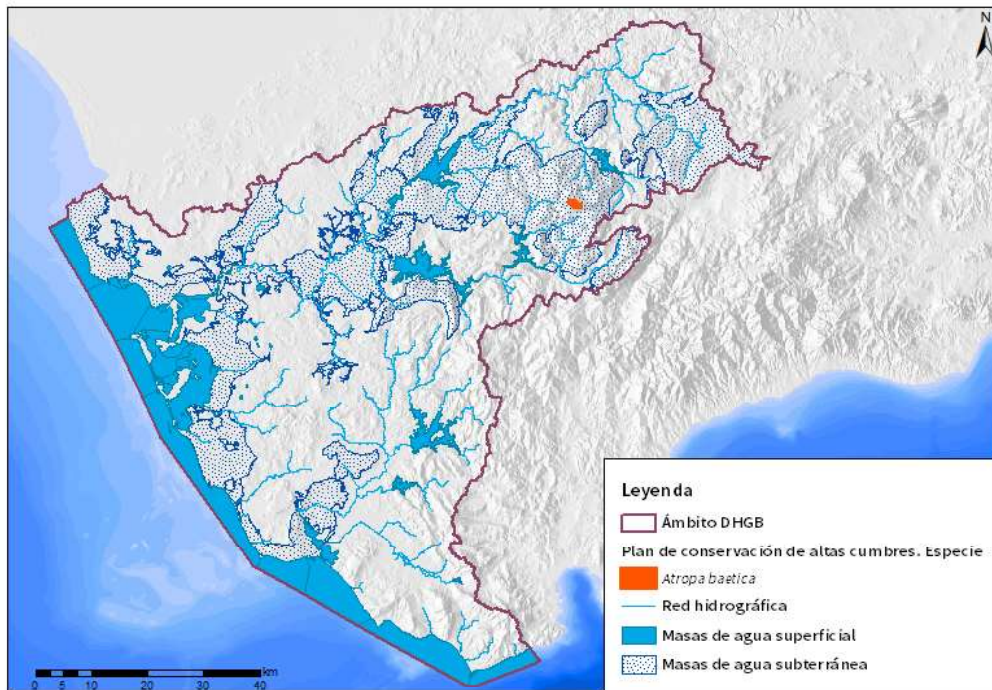 N
Leyenda
Ámbito DHGB
Plan de conservación de altas cumbres. Especie
Atropa baetica
Red hidrográfica
Masas de agua superficial
Masas de agua subterránea
km
0 5 10 20 30 40